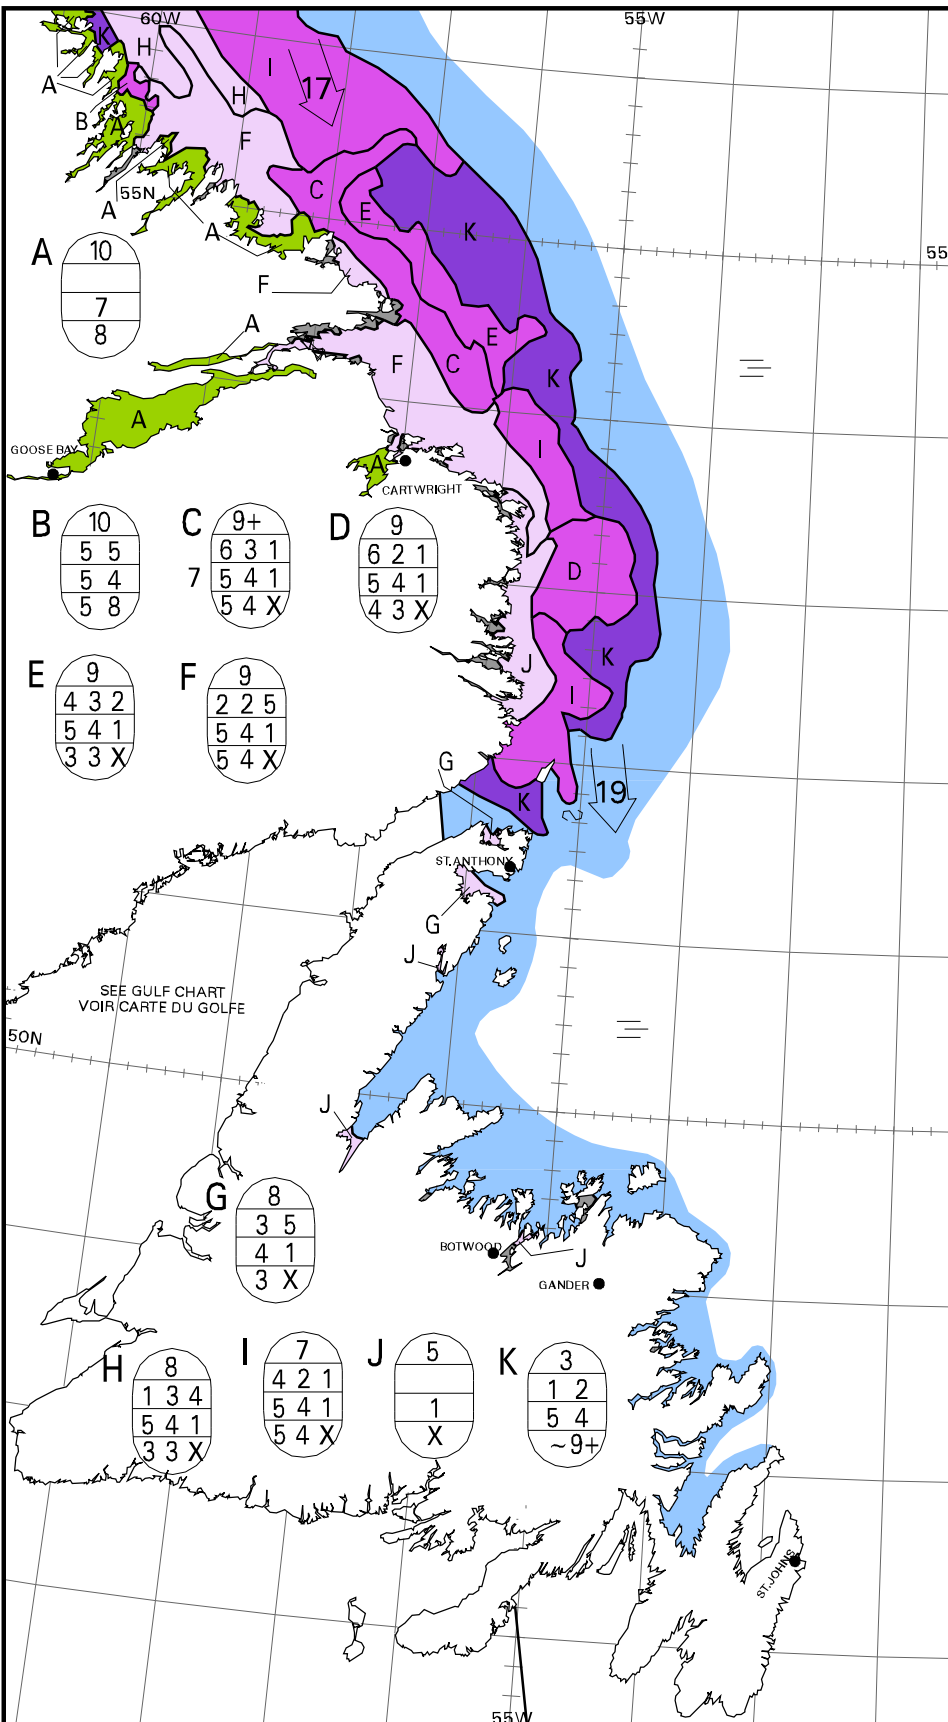 60W
55W
K
H
I
A
17
H
B
A
F
55N
C
E
A
K
A
55
A
10
7
8
F
A
E
F
C
K
A
I
GOOSE BAY
A
CARTWRIGHT
B
10
5 5
5 4
5 8
C
9+
6 3 1
7 5 4 1
5 4 X
D
9
6 2 1
5 4 1
4 3 X
D
K
J
I
E
9
4 3 2
5 4 1
3 3 X
F
9
2 2 5
5 4 1
5 4 X
G
19
K
ST. ANTHONY
G
J
SEE GULF CHART
VOIR CARTE DU GOLFE
50N
J
G
8
3 5
4 1
3 X
BOTWOOD
J
GANDER
H
8
1 3 4
5 4 1
3 3 X
I
7
4 2 1
5 4 1
5 4 X
J
5
1
X
K
3
1 2
5 4
~9+
ST. JOHNS
55W